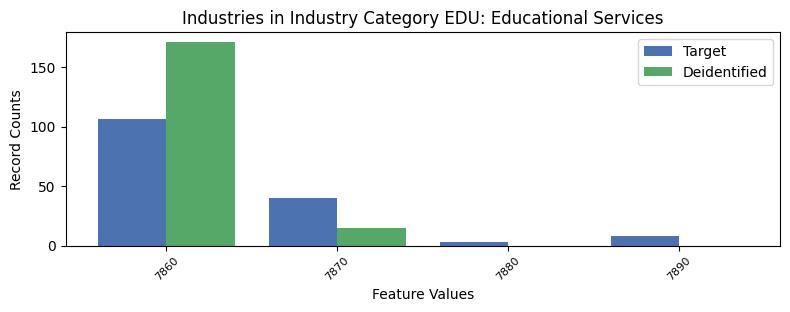 Industries in Industry Category EDU: Educational Services
Target
Deidentified
Record Counts
150
100
50
0
7860
7870
7880
7890
Feature Values